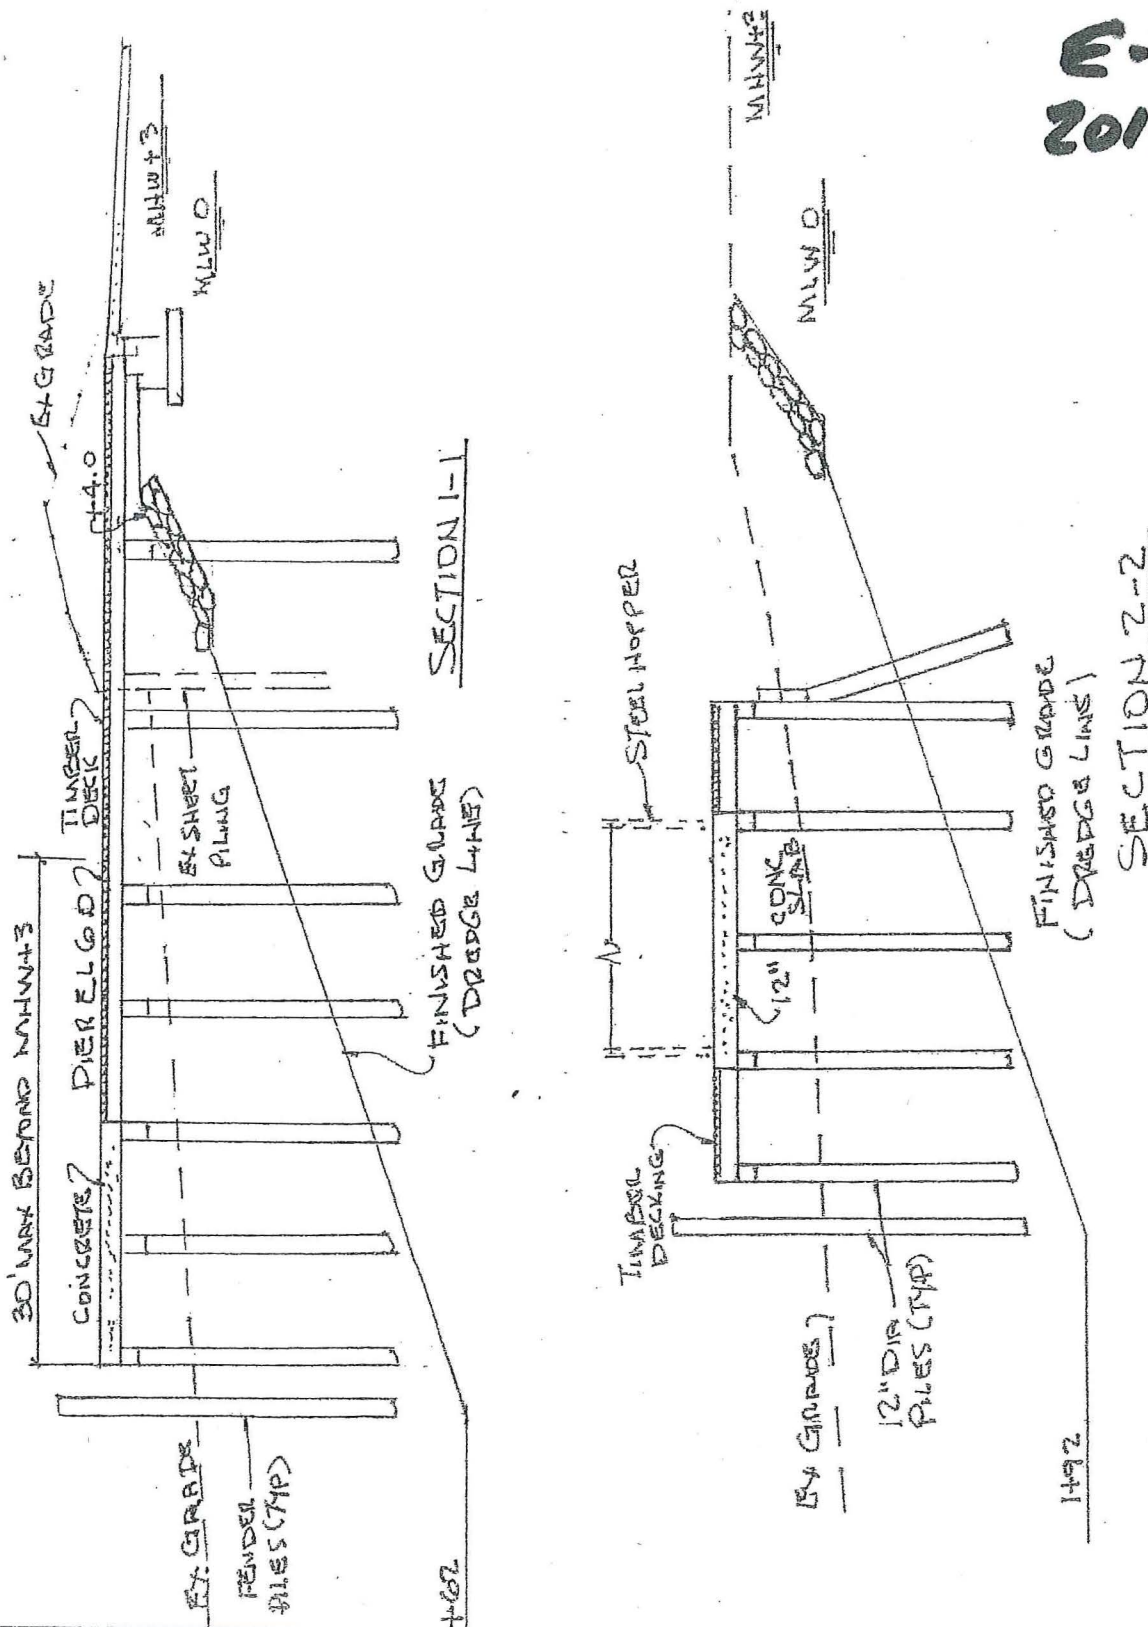 E-
201
30' MAX BEYOND MHW+3
CONCRETE
PIER EL 6.0
TIMBER
DECK
+4.0
EX GRADE
MHW+3
MLW 0
EX SHEET
PILING
EX. GRADE
FENDER
PILES (TYP)
FINISHED GRADE
(DREDGE LINE)
SECTION 1-1
TIMBER
DECKING
STEEL HOPPER
12"
CONC
SLAB
MHW+2
MLW 0
EX GRADE
12" DIA
PILES (TYP)
FINISHED GRADE
(DREDGE LINE)
SECTION 2-2